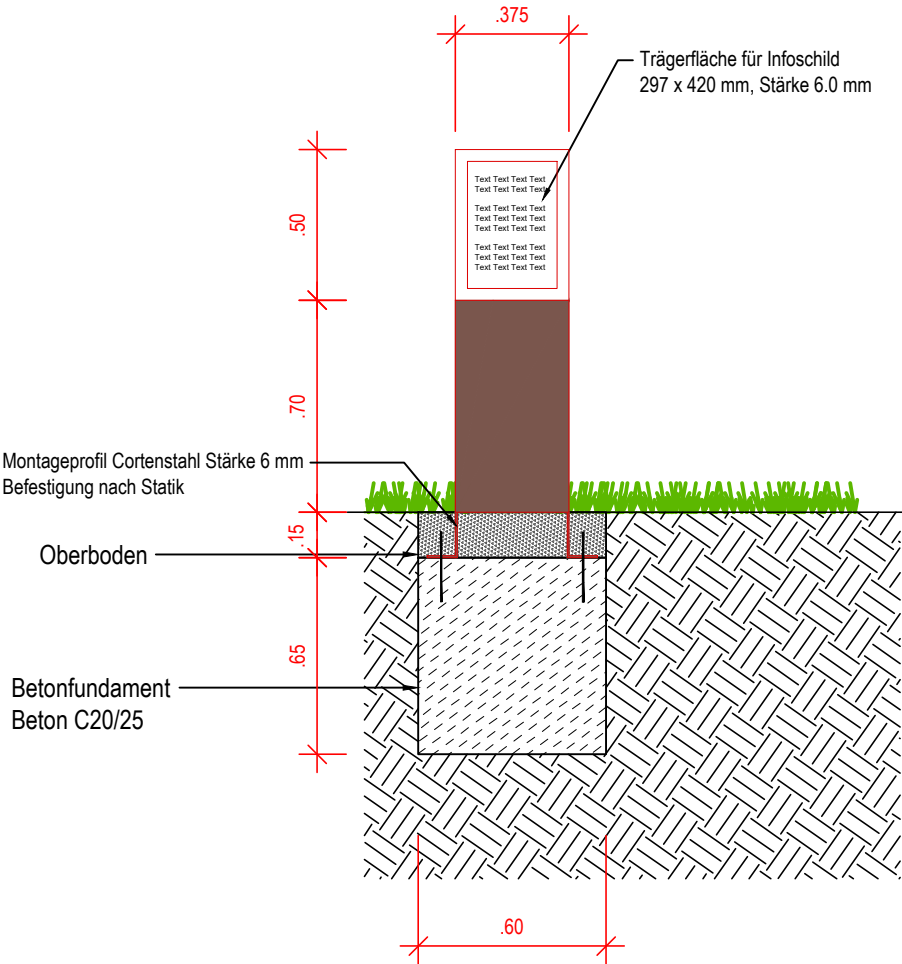 .375
Trägerfläche für Infoschild
297 x 420 mm, Stärke 6.0 mm
Text Text Text Text
Text Text Text Text
Text Text Text Text
Text Text Text Text
Text Text Text Text
Text Text Text Text
Text Text Text Text
Text Text Text Text
.50
.70
Montageprofil Cortenstahl Stärke 6 mm
Befestigung nach Statik
.15
Oberboden
.65
Betonfundament
Beton C20/25
.60